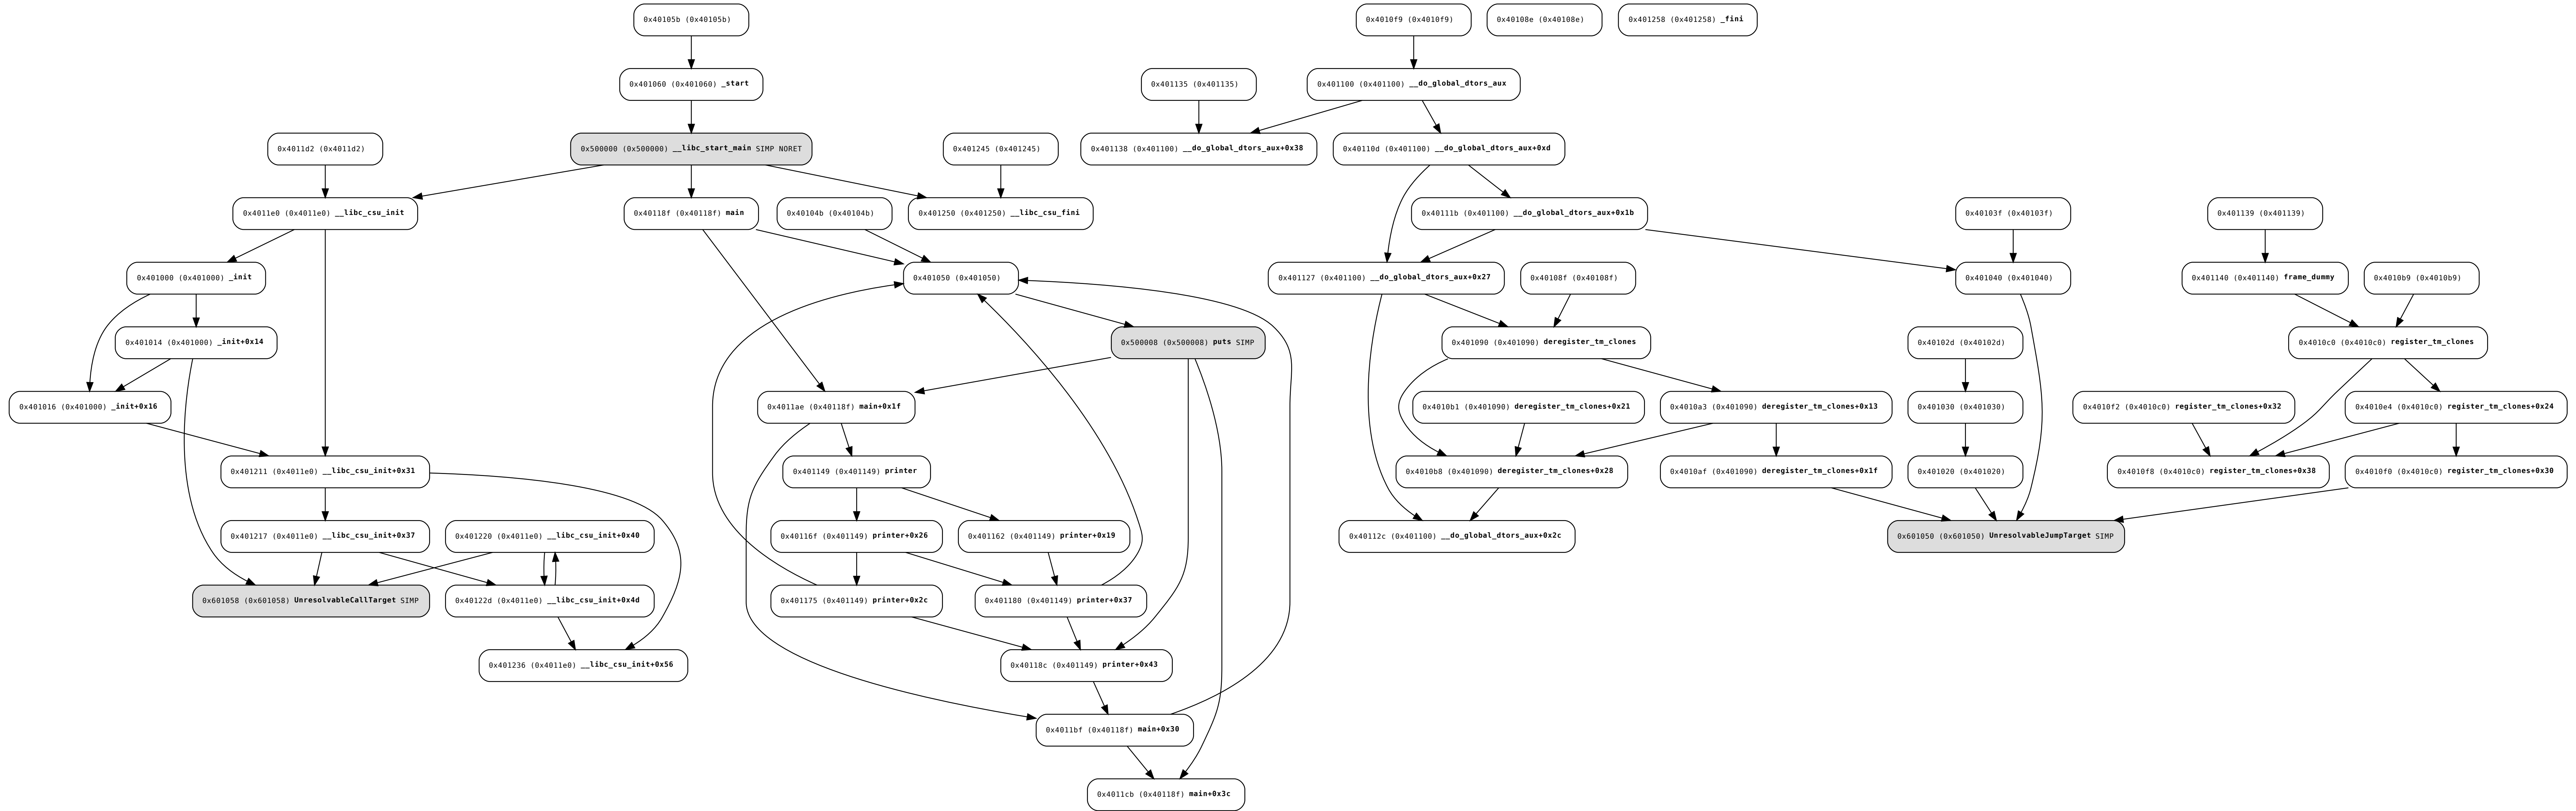 0x40105b (0x40105b)
0x4010f9 (0x4010f9)
0x40108e (0x40108e)
0x401258 (0x401258) _fini
0x401060 (0x401060) _start
0x401135 (0x401135)
0x401100 (0x401100) __do_global_dtors_aux
0x4011d2 (0x4011d2)
0x500000 (0x500000) __libc_start_main SIMP NORET
0x401245 (0x401245)
0x401138 (0x401100) __do_global_dtors_aux+0x38
0x40110d (0x401100) __do_global_dtors_aux+0xd
0x4011e0 (0x4011e0) __libc_csu_init
0x40118f (0x40118f) main
0x40104b (0x40104b)
0x401250 (0x401250) __libc_csu_fini
0x40111b (0x401100) __do_global_dtors_aux+0x1b
0x40103f (0x40103f)
0x401139 (0x401139)
0x401000 (0x401000) _init
0x401050 (0x401050)
0x401127 (0x401100) __do_global_dtors_aux+0x27
0x40108f (0x40108f)
0x401040 (0x401040)
0x401140 (0x401140) frame_dummy
0x4010b9 (0x4010b9)
0x401014 (0x401000) _init+0x14
0x500008 (0x500008) puts SIMP
0x401090 (0x401090) deregister_tm_clones
0x40102d (0x40102d)
0x4010c0 (0x4010c0) register_tm_clones
0x401016 (0x401000) _init+0x16
0x4011ae (0x40118f) main+0x1f
0x4010b1 (0x401090) deregister_tm_clones+0x21
0x4010a3 (0x401090) deregister_tm_clones+0x13
0x401030 (0x401030)
0x4010f2 (0x4010c0) register_tm_clones+0x32
0x4010e4 (0x4010c0) register_tm_clones+0x24
0x401211 (0x4011e0) __libc_csu_init+0x31
0x401149 (0x401149) printer
0x4010b8 (0x401090) deregister_tm_clones+0x28
0x4010af (0x401090) deregister_tm_clones+0x1f
0x401020 (0x401020)
0x4010f8 (0x4010c0) register_tm_clones+0x38
0x4010f0 (0x4010c0) register_tm_clones+0x30
0x401217 (0x4011e0) __libc_csu_init+0x37
0x401220 (0x4011e0) __libc_csu_init+0x40
0x40116f (0x401149) printer+0x26
0x401162 (0x401149) printer+0x19
0x40112c (0x401100) __do_global_dtors_aux+0x2c
0x601050 (0x601050) UnresolvableJumpTarget SIMP
0x601058 (0x601058) UnresolvableCallTarget SIMP
0x40122d (0x4011e0) __libc_csu_init+0x4d
0x401175 (0x401149) printer+0x2c
0x401180 (0x401149) printer+0x37
0x401236 (0x4011e0) __libc_csu_init+0x56
0x40118c (0x401149) printer+0x43
0x4011bf (0x40118f) main+0x30
0x4011cb (0x40118f) main+0x3c